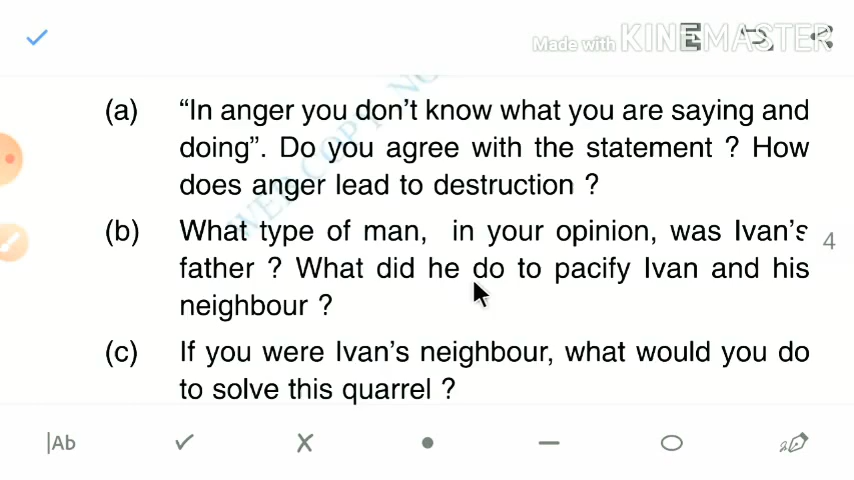 Made with KINEMASTER
(a) “In anger you don’t know what you are saying and
doing”. Do you agree with the statement ? How
does anger lead to destruction ?
(b) What type of man, in your opinion, was Ivan’s
father ? What did he do to pacify Ivan and his
neighbour ?
4
(c) If you were Ivan’s neighbour, what would you do
to solve this quarrel ?
|Ab